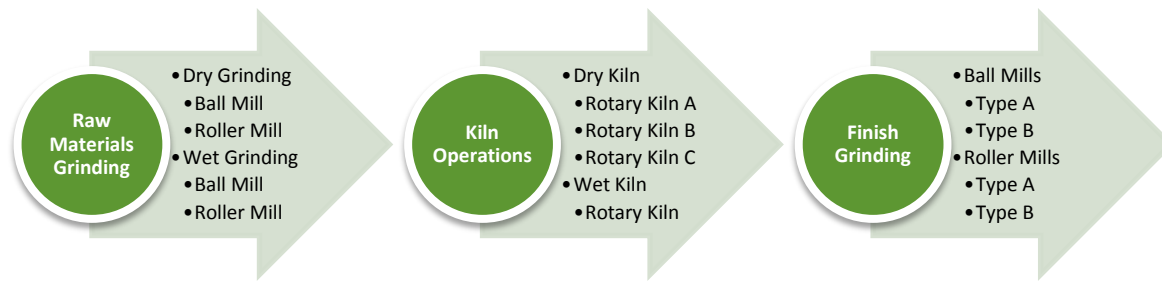 Raw
Materials
Grinding
•Dry Grinding
•Ball Mill
•Roller Mill
•Wet Grinding
•Ball Mill
•Roller Mill
Kiln
Operations
•Dry Kiln
•Rotary Kiln A
•Rotary Kiln B
•Rotary Kiln C
•Wet Kiln
•Rotary Kiln
Finish
Grinding
•Ball Mills
•Type A
•Type B
•Roller Mills
•Type A
•Type B